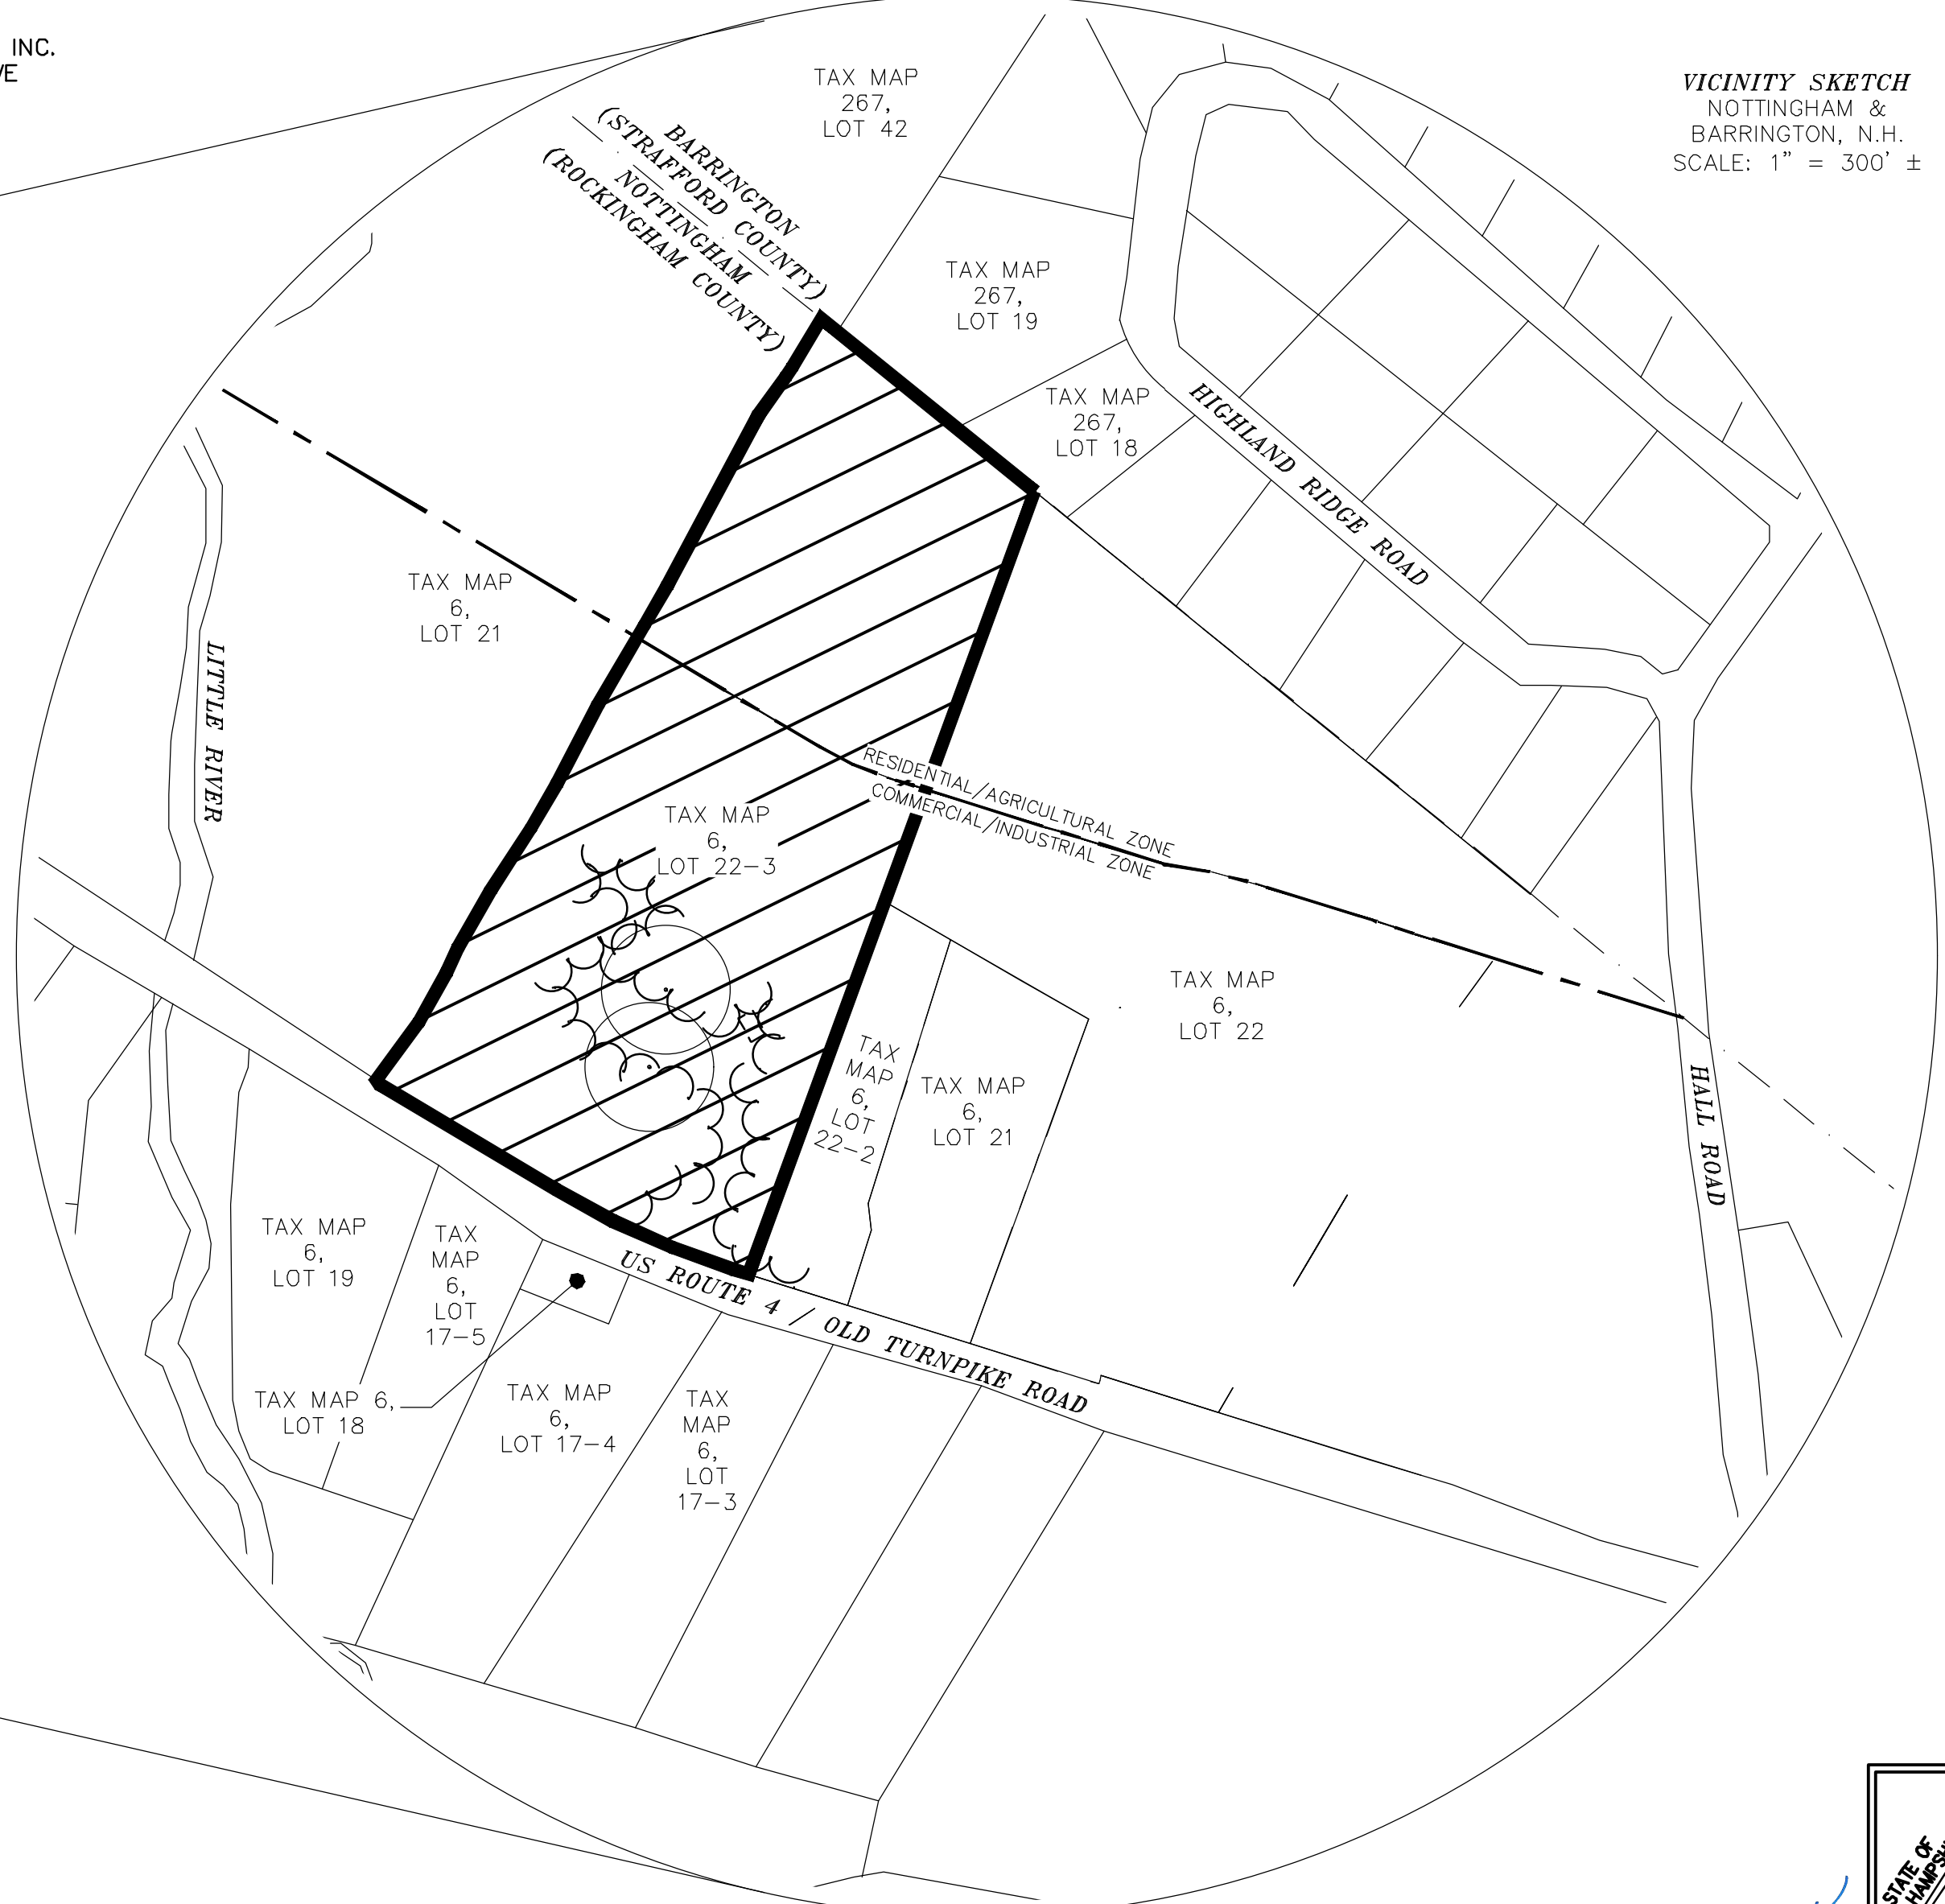 INC.
VE
VICINITY SKETCH
NOTTINGHAM &
BARRINGTON, N.H.
SCALE: 1" = 300' ±
TAX MAP
267,
LOT 42
BARRINGTON
(STRAFFORD COUNTY)
NOTTINGHAM
(ROCKINGHAM COUNTY)
TAX MAP
267,
LOT 19
TAX MAP
267,
LOT 18
HIGHLAND RIDGE ROAD
TAX MAP
6,
LOT 21
LITTLE RIVER
RESIDENTIAL/AGRICULTURAL ZONE
COMMERCIAL/INDUSTRIAL ZONE
TAX MAP
6,
LOT 22-3
TAX MAP
6,
LOT 22
TAX
MAP
6,
LOT
22-2
TAX MAP
6,
LOT 21
HALL ROAD
TAX MAP
6,
LOT 19
TAX
MAP
6,
LOT
17-5
US ROUTE 4 / OLD TURNPIKE ROAD
TAX MAP 6,
LOT 18
TAX MAP
6,
LOT 17-4
TAX
MAP
6,
LOT
17-3
STATE OF